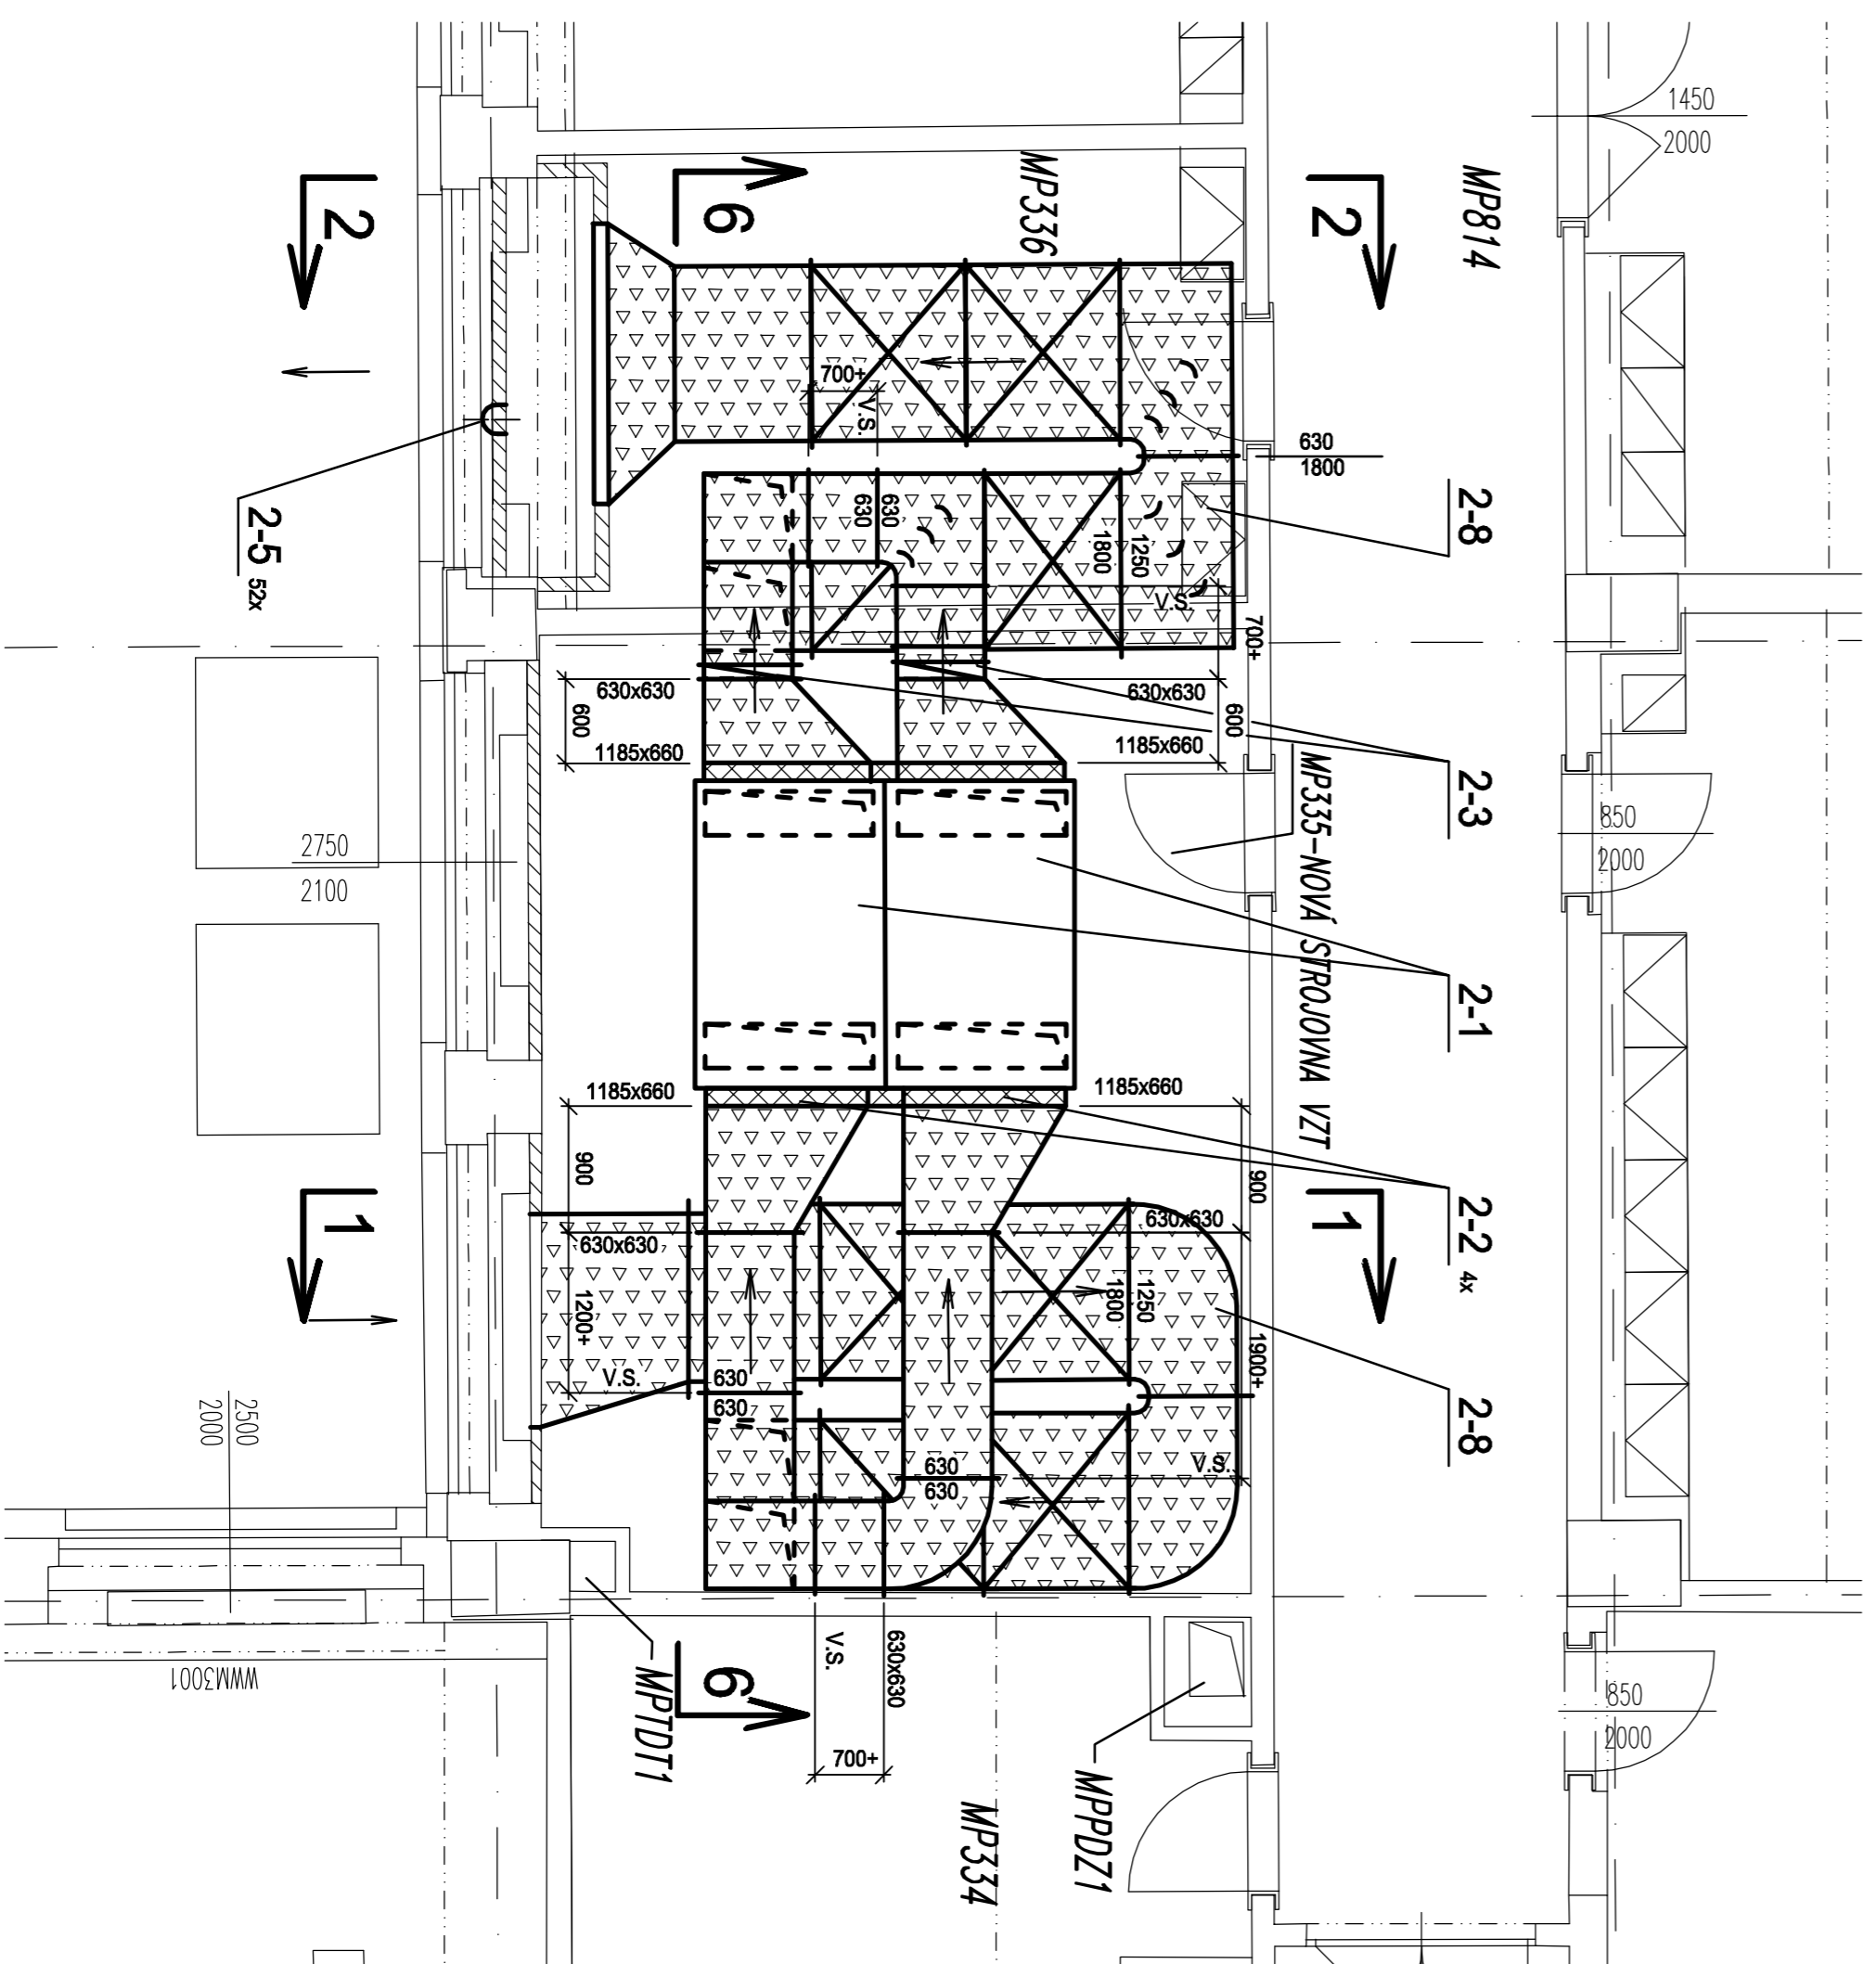 1450
2000
MP814
2
6
MP336
2
700+
V.S.
630
1800
2-8
2-5 52x
630
630
1250
1800
V.S.
700+
630x630
600
1185x660
630x630
600
1185x660
2-3
MP335-NOVÁ STROJOVNA VZT
850
2000
2750
2100
2-1
1185x660
1185x660
900
900
2-2 4x
1
1
630x630
630x630
1200+
1250
1800
1900+
V.S.
630
630
2-8
2500
2000
630
630
V.S.
WWM3001
MPTDT1
6
V.S.
630x630
700+
MPPDZ1
MP334
850
2000